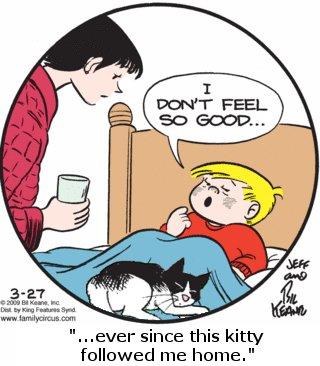 I
DON'T FEEL
SO GOOD...
JEFF
AND
BIL
KEANE
3-27
© 2009 Bil Keane, Inc.
Dist. by King Features Synd.
www.familycircus.com
"...ever since this kitty
followed me home."